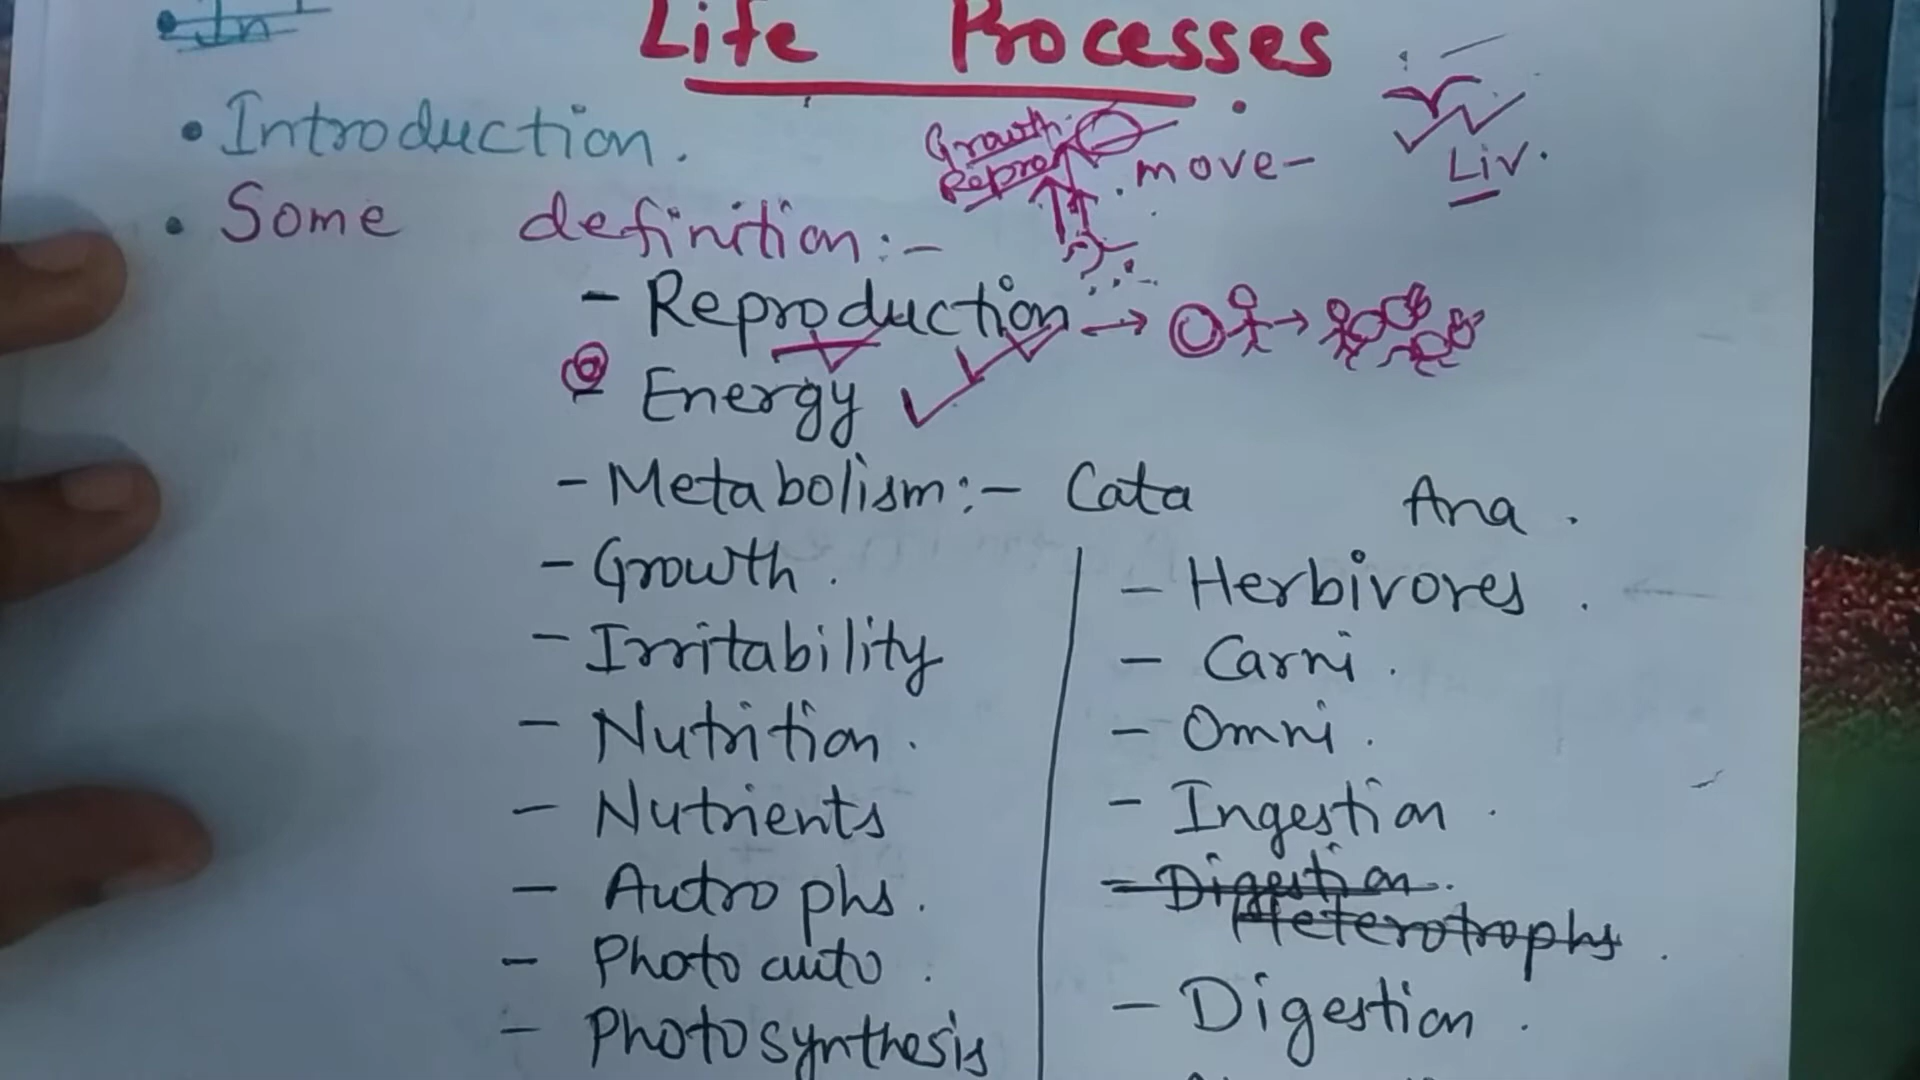 Life Processes
• Introduction.
Growth
Repro
move-
Liv.
• Some definition:-
- Reproduction →
Energy
- Metabolism:- Cata Ana.
- Growth.
- Irritability
- Nutrition.
- Nutrients
- Autrophs.
- Photo auto.
- Photosynthesis
- Herbivores.
- Carni.
- Omni.
- Ingestion.
- Digestion.
Heterotrophs.
- Digestion.